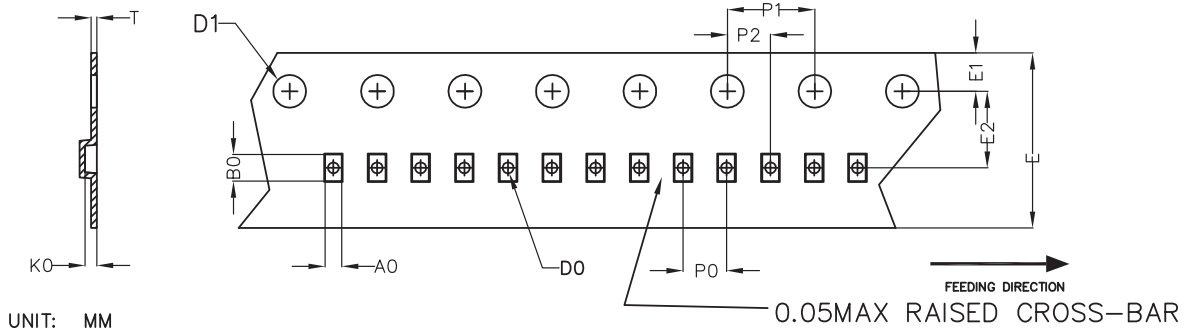 T
D1
P1
P2
E1
E2
E
B0
K0
A0
D0
P0
FEEDING DIRECTION
0.05MAX RAISED CROSS-BAR
UNIT: MM